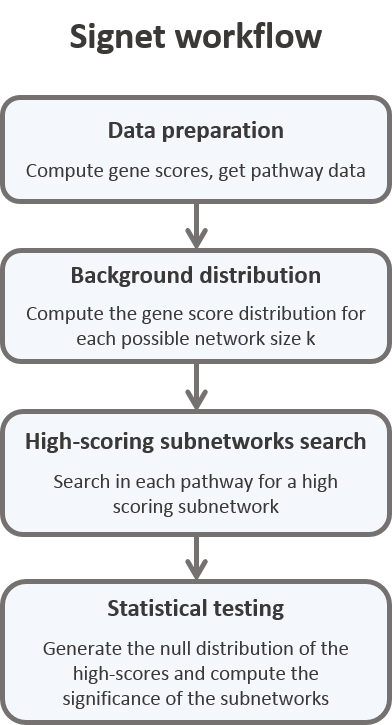 Signet workflow
Data preparation
Compute gene scores, get pathway data
Background distribution
Compute the gene score distribution for
each possible network size k
High-scoring subnetworks search
Search in each pathway for a high
scoring subnetwork
Statistical testing
Generate the null distribution of the
high-scores and compute the
significance of the subnetworks